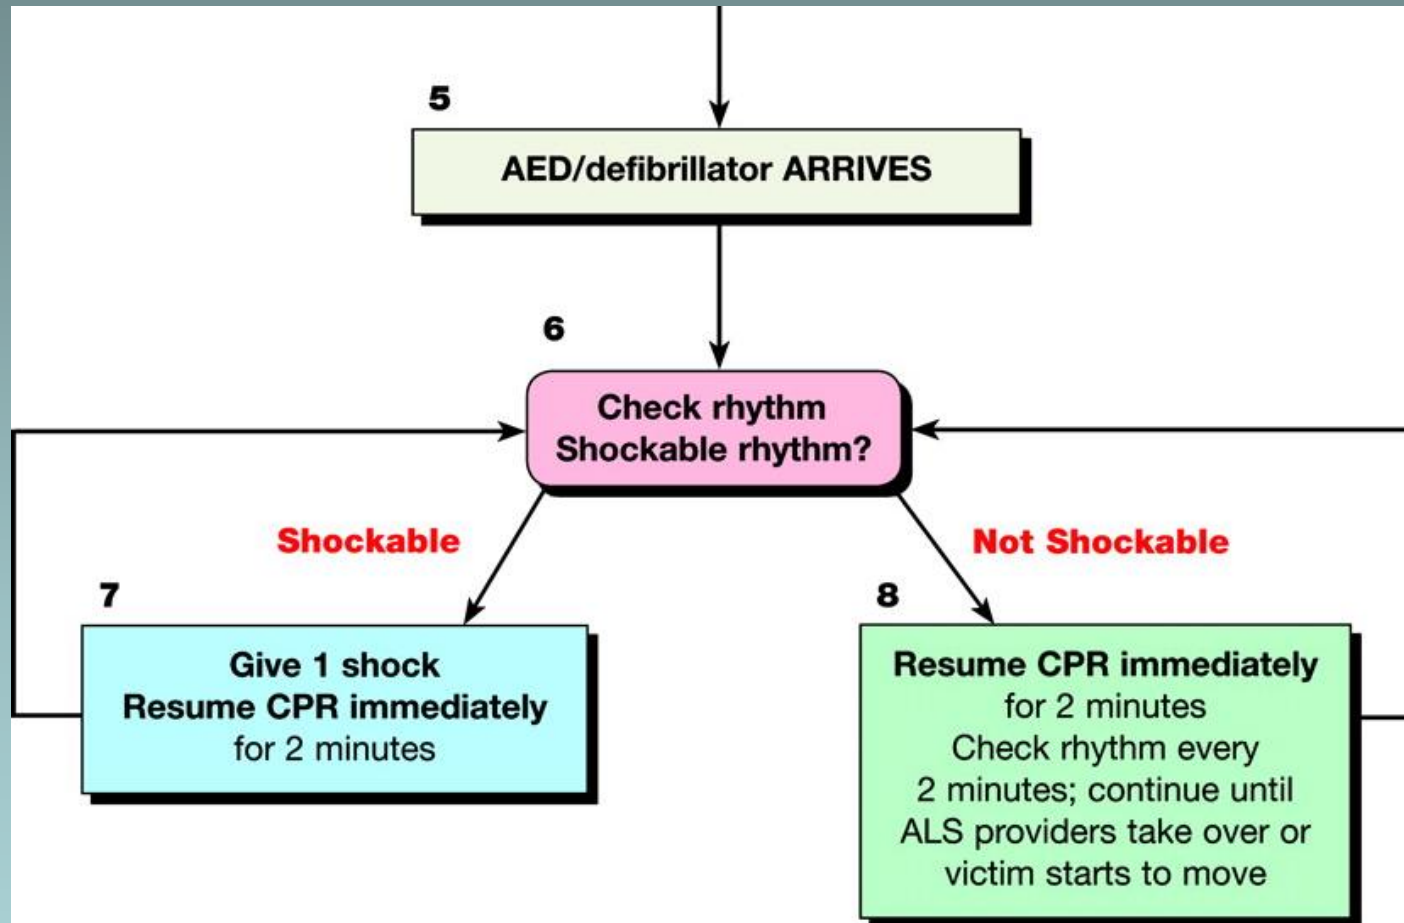 5
AED/defibrillator ARRIVES
6
Check rhythm
Shockable rhythm?
Shockable
Not Shockable
7
Give 1 shock
Resume CPR immediately
for 2 minutes
8
Resume CPR immediately
for 2 minutes
Check rhythm every
2 minutes; continue until
ALS providers take over or
victim starts to move